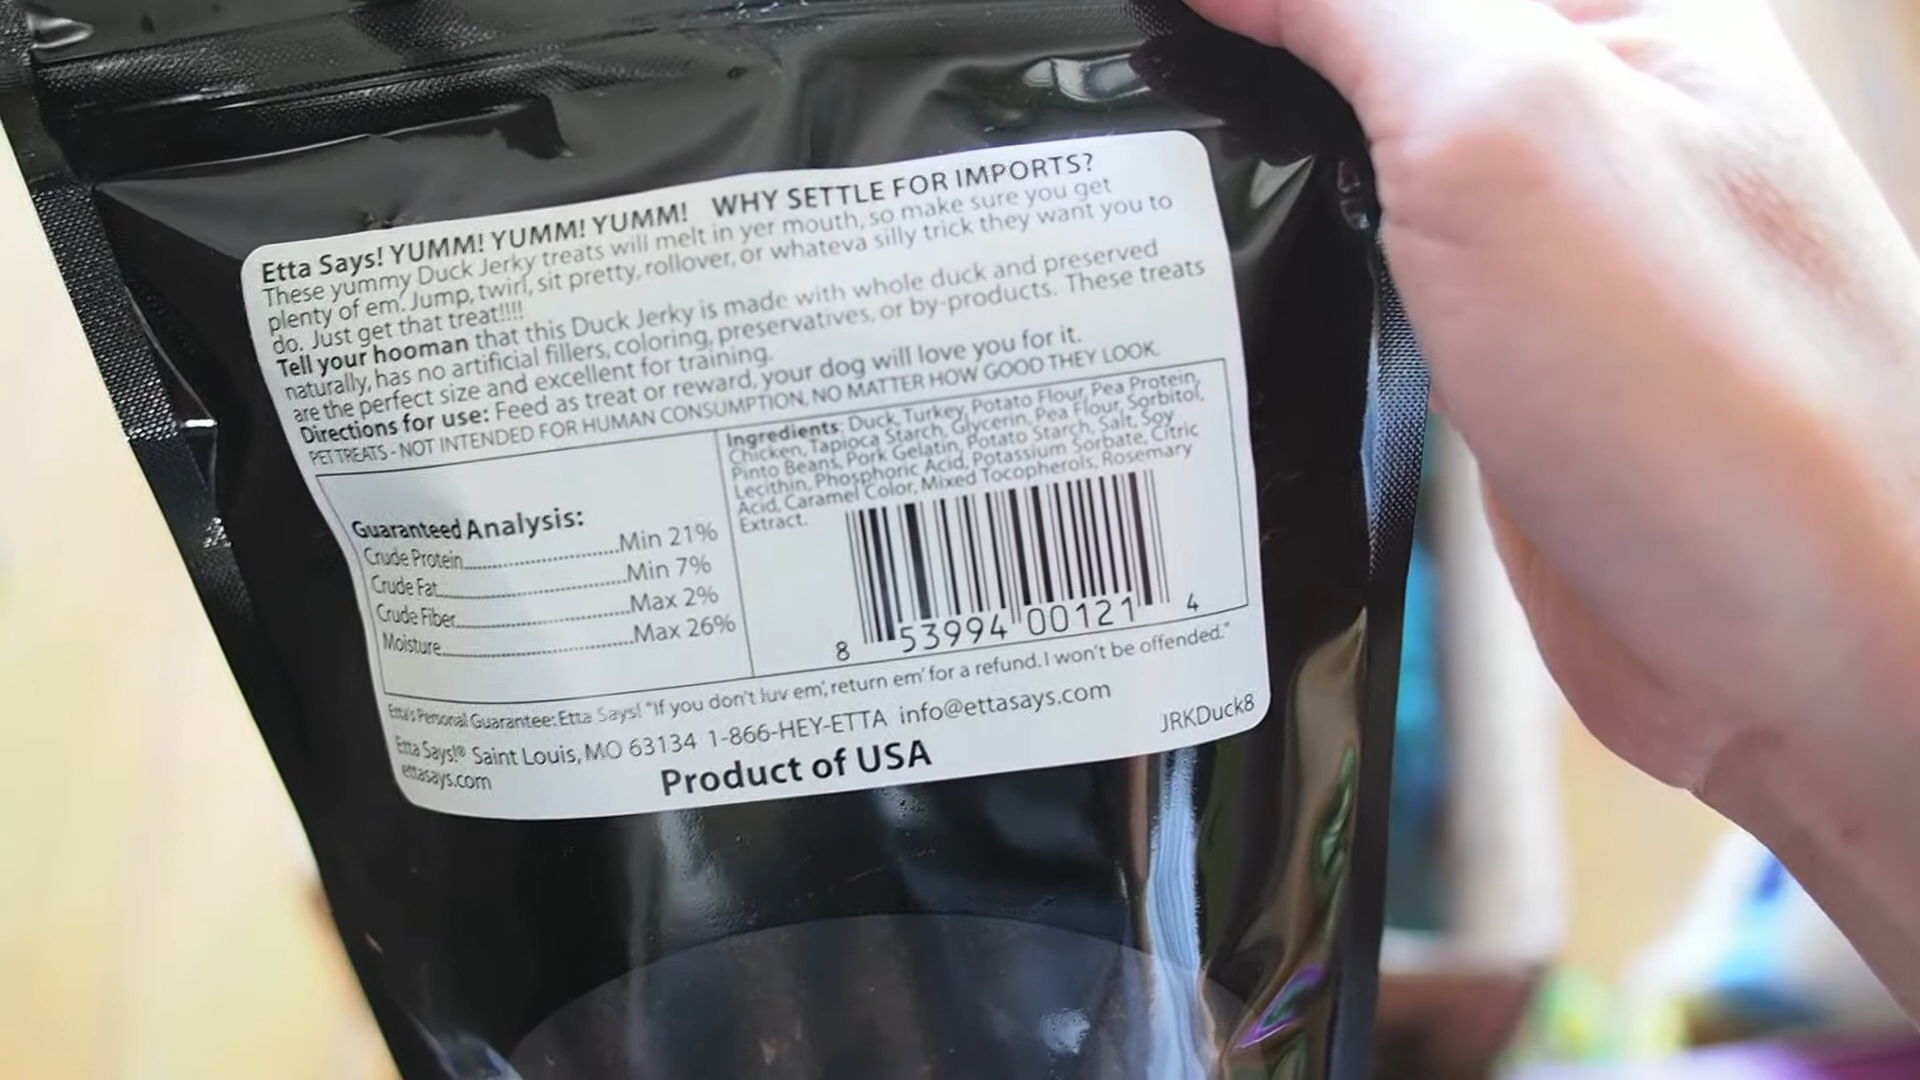 Etta Says! YUMM! YUMM! YUMM! WHY SETTLE FOR IMPORTS?
These yummy Duck Jerky treats will melt in yer mouth, so make sure you get
plenty of em'. Jump, twirl, sit pretty, rollover, or whateva silly trick they want you to
do. Just get that treat!!!!
Tell your hooman that this Duck Jerky is made with whole duck and preserved
naturally, has no artificial fillers, coloring, preservatives, or by-products. These treats
are the perfect size and excellent for training.
Directions for use: Feed as treat or reward, your dog will love you for it.
PET TREATS - NOT INTENDED FOR HUMAN CONSUMPTION, NO MATTER HOW GOOD THEY LOOK.
Guaranteed Analysis:
Crude Protein Min 21%
Crude Fat Min 7%
Crude Fiber Max 2%
Moisture Max 26%
Ingredients: Duck, Turkey, Potato Flour, Pea Protein,
Chicken, Tapioca Starch, Glycerin, Pea Flour, Sorbitol,
Pinto Beans, Pork Gelatin, Potato Starch, Salt, Soy
Lecithin, Phosphoric Acid, Potassium Sorbate, Citric
Acid, Caramel Color, Mixed Tocopherols, Rosemary
Extract.
8 53994 00121 4
Etta's Personal Guarantee: Etta Says! "If you don't luv em', return em' for a refund. I won't be offended."
Etta Says!® Saint Louis, MO 63134 1-866-HEY-ETTA info@ettasays.com
ettasays.com
Product of USA
JRKDuck8